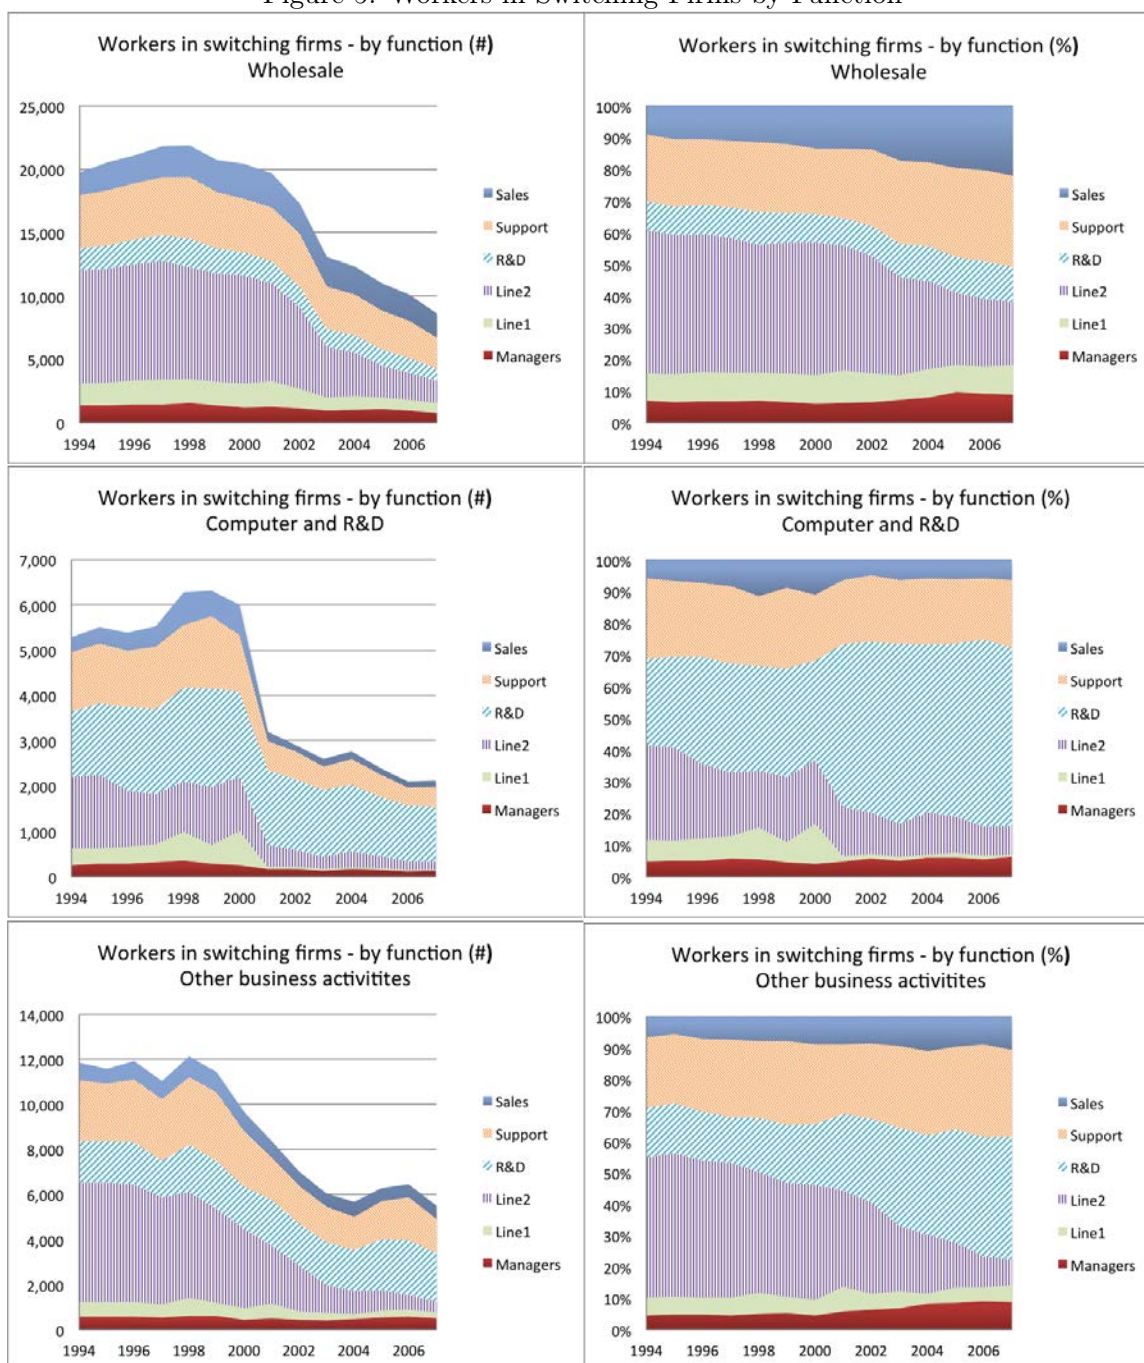 Figure 5: Workers in Switching Firms by Function
Workers in switching firms - by function (#)
Wholesale
25,000
20,000
15,000
10,000
5,000
0
1994 1996 1998 2000 2002 2004 2006
Sales
Support
R&D
Line2
Line1
Managers
Workers in switching firms - by function (%)
Wholesale
100%
90%
80%
70%
60%
50%
40%
30%
20%
10%
0%
1994 1996 1998 2000 2002 2004 2006
Sales
Support
R&D
Line2
Line1
Managers
Workers in switching firms - by function (#)
Computer and R&D
7,000
6,000
5,000
4,000
3,000
2,000
1,000
0
1994 1996 1998 2000 2002 2004 2006
Sales
Support
R&D
Line2
Line1
Managers
Workers in switching firms - by function (%)
Computer and R&D
100%
90%
80%
70%
60%
50%
40%
30%
20%
10%
0%
1994 1996 1998 2000 2002 2004 2006
Sales
Support
R&D
Line2
Line1
Managers
Workers in switching firms - by function (#)
Other business activitites
14,000
12,000
10,000
8,000
6,000
4,000
2,000
0
1994 1996 1998 2000 2002 2004 2006
Sales
Support
R&D
Line2
Line1
Managers
Workers in switching firms - by function (%)
Other business activitites
100%
90%
80%
70%
60%
50%
40%
30%
20%
10%
0%
1994 1996 1998 2000 2002 2004 2006
Sales
Support
R&D
Line2
Line1
Managers